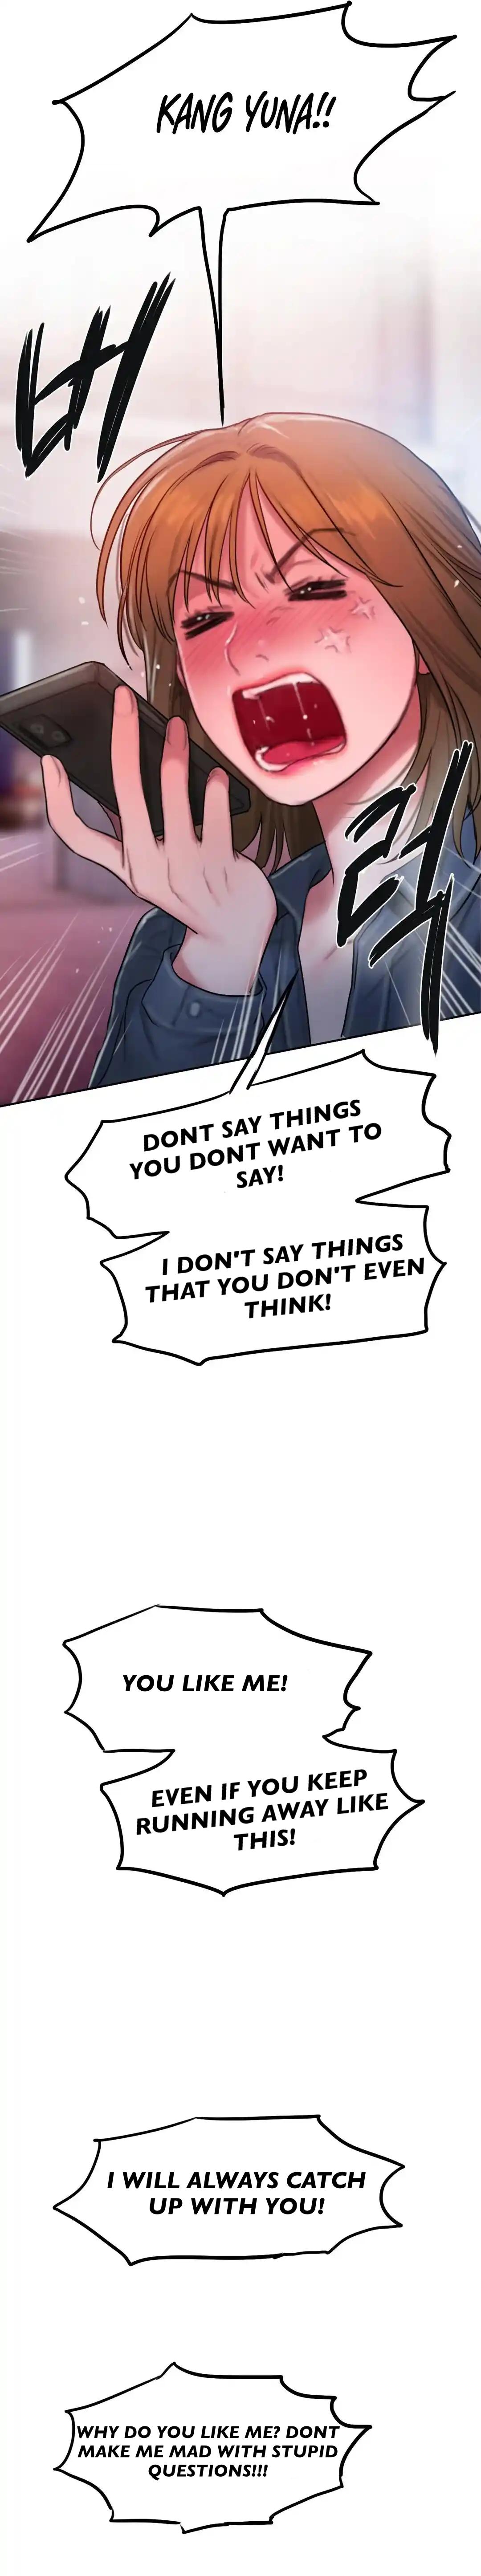 KANG YUNA!!
버
럭
DONT SAY THINGS
YOU DONT WANT TO
SAY!
I DON'T SAY THINGS
THAT YOU DON'T EVEN
THINK!
YOU LIKE ME!
EVEN IF YOU KEEP
RUNNING AWAY LIKE
THIS!
I WILL ALWAYS CATCH
UP WITH YOU!
WHY DO YOU LIKE ME? DONT
MAKE ME MAD WITH STUPID
QUESTIONS!!!